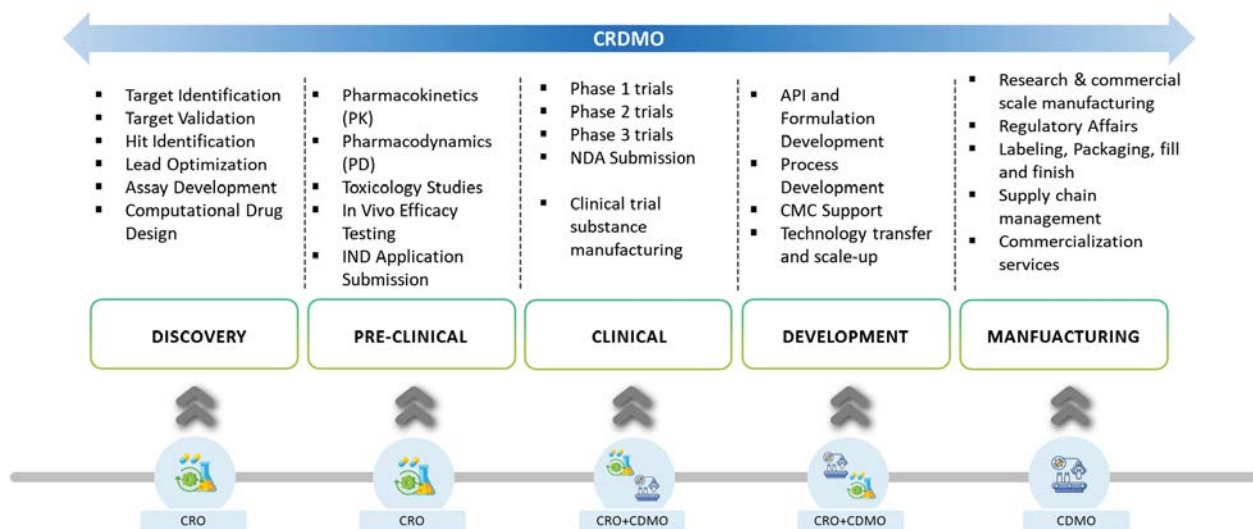 CRDMO
Target Identification
Target Validation
Hit Identification
Lead Optimization
Assay Development
Computational Drug
Design
Pharmacokinetics
(PK)
Pharmacodynamics
(PD)
Toxicology Studies
In Vivo Efficacy
Testing
IND Application
Submission
Phase 1 trials
Phase 2 trials
Phase 3 trials
NDA Submission
Clinical trial
substance
manufacturing
API and
Formulation
Development
Process
Development
CMC Support
Technology transfer
and scale-up
Research & commercial
scale manufacturing
Regulatory Affairs
Labeling, Packaging, fill
and finish
Supply chain
management
Commercialization
services
DISCOVERY
PRE-CLINICAL
CLINICAL
DEVELOPMENT
MANFUACTURING
CRO
CRO
CRO+CDMO
CRO+CDMO
CDMO